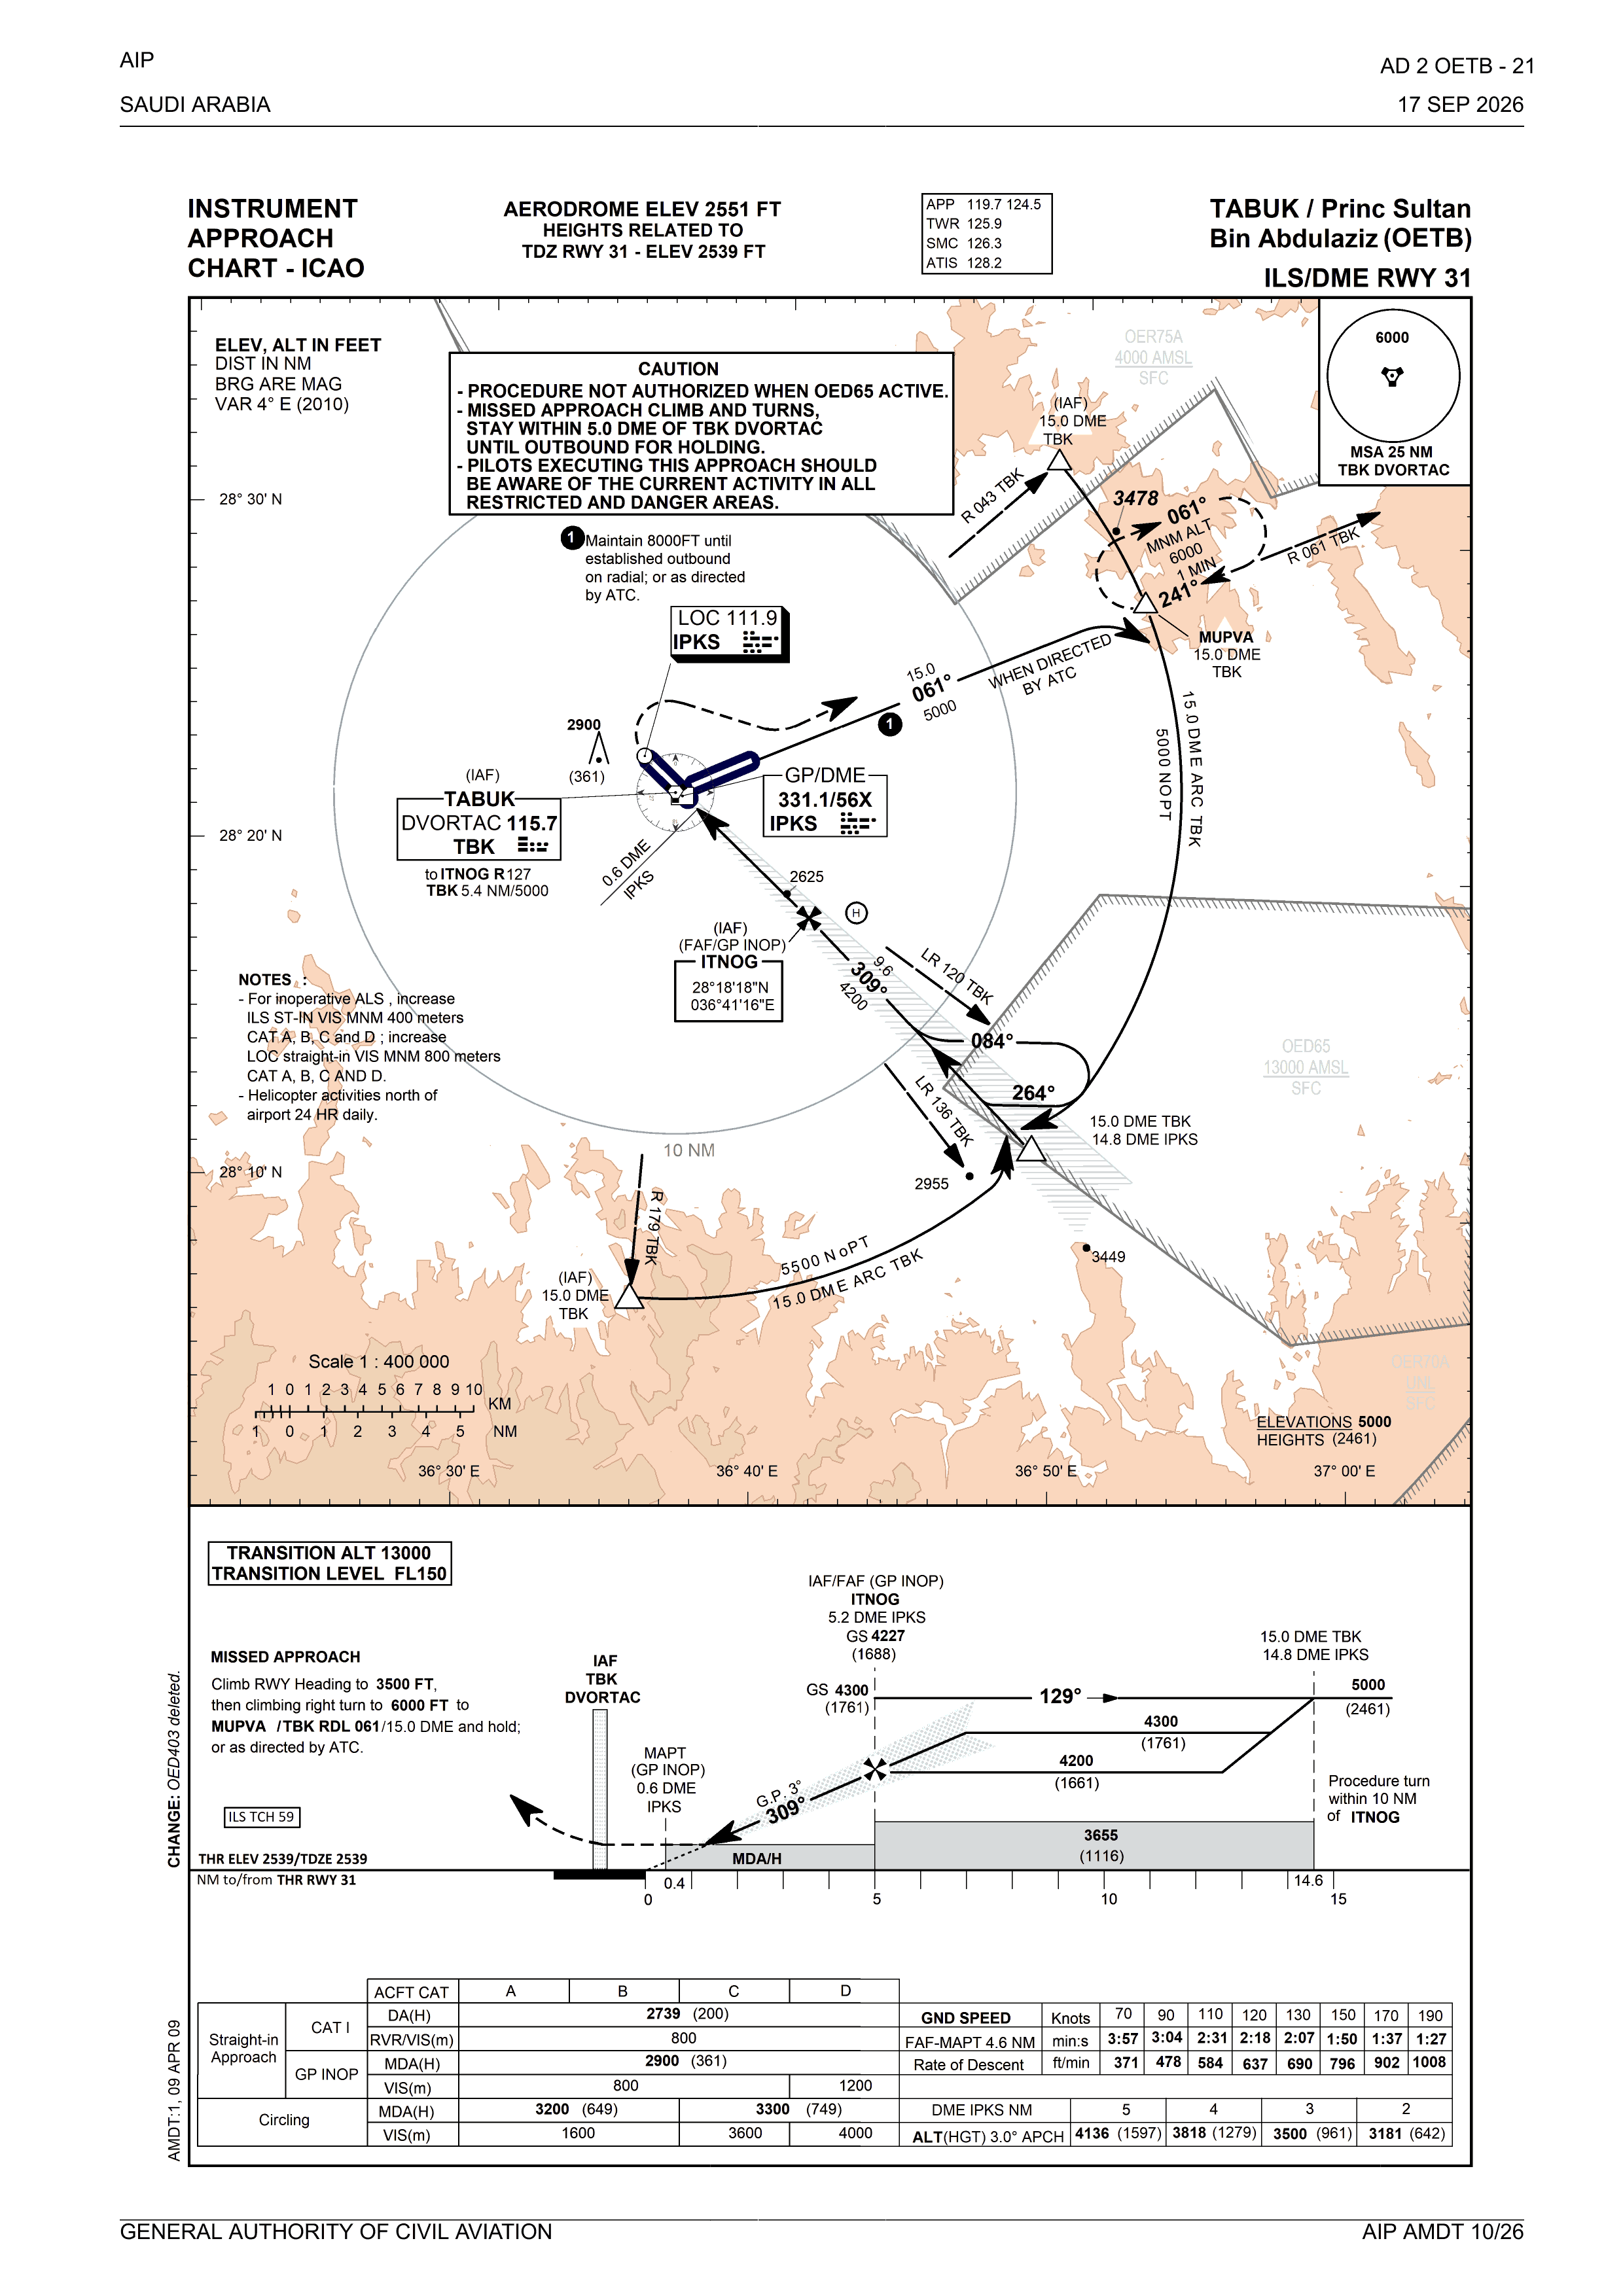 AIP
AD 2 OETB - 21
SAUDI ARABIA
17 SEP 2026
INSTRUMENT
APPROACH
CHART - ICAO
AERODROME ELEV 2551 FT
HEIGHTS RELATED TO
TDZ RWY 31 - ELEV 2539 FT
APP 119.7 124.5
TWR 125.9
SMC 126.3
ATIS 128.2
TABUK / Princ Sultan
Bin Abdulaziz (OETB)
ILS/DME RWY 31
ELEV, ALT IN FEET
DIST IN NM
BRG ARE MAG
VAR 4° E (2010)
CAUTION
- PROCEDURE NOT AUTHORIZED WHEN OED65 ACTIVE.
- MISSED APPROACH CLIMB AND TURNS,
STAY WITHIN 5.0 DME OF TBK DVORTAC
UNTIL OUTBOUND FOR HOLDING.
- PILOTS EXECUTING THIS APPROACH SHOULD
BE AWARE OF THE CURRENT ACTIVITY IN ALL
RESTRICTED AND DANGER AREAS.
OER75A
4000 AMSL
SFC
6000
MSA 25 NM
TBK DVORTAC
(IAF)
15.0 DME
TBK
R 043 TBK
3478
061°
MNM ALT
6000
1 MIN
241°
R 061 TBK
MUPVA
15.0 DME
TBK
28° 30' N
1 Maintain 8000FT until
established outbound
on radial; or as directed
by ATC.
LOC 111.9
IPKS
15.0
061°
5000
WHEN DIRECTED
BY ATC
1
15.0 DME ARC TBK
5000 NO PT
2900
(361)
(IAF)
TABUK
DVORTAC 115.7
TBK
to ITNOG R127
TBK 5.4 NM/5000
GP/DME
331.1/56X
IPKS
28° 20' N
0.6 DME
IPKS
2625
H
(IAF)
(FAF/GP INOP)
ITNOG
28°18'18"N
036°41'16"E
9.6
309°
4200
LR 120 TBK
084°
264°
LR 136 TBK
OED65
13000 AMSL
SFC
15.0 DME TBK
14.8 DME IPKS
NOTES :
- For inoperative ALS , increase
ILS ST-IN VIS MNM 400 meters
CAT A, B, C and D ; increase
LOC straight-in VIS MNM 800 meters
CAT A, B, C AND D.
- Helicopter activities north of
airport 24 HR daily.
10 NM
28° 10' N
2955
R 179 TBK
3449
(IAF)
15.0 DME
TBK
5500 NoPT
15.0 DME ARC TBK
OER70A
UNL
SFC
Scale 1 : 400 000
1 0 1 2 3 4 5 6 7 8 9 10
KM
1 0 1 2 3 4 5
NM
ELEVATIONS 5000
HEIGHTS (2461)
36° 30' E
36° 40' E
36° 50' E
37° 00' E
TRANSITION ALT 13000
TRANSITION LEVEL FL150
MISSED APPROACH
Climb RWY Heading to 3500 FT,
then climbing right turn to 6000 FT to
MUPVA /TBK RDL 061/15.0 DME and hold;
or as directed by ATC.
ILS TCH 59
THR ELEV 2539/TDZE 2539
NM to/from THR RWY 31
IAF
TBK
DVORTAC
MAPT
(GP INOP)
0.6 DME
IPKS
IAF/FAF (GP INOP)
ITNOG
5.2 DME IPKS
GS 4227
(1688)
GS 4300
(1761)
129°
15.0 DME TBK
14.8 DME IPKS
5000
(2461)
4300
(1761)
4200
(1661)
G.P. 3°
309°
Procedure turn
within 10 NM
of ITNOG
MDA/H
3655
(1116)
0 0.4 5 10 14.6 15
CHANGE: OED403 deleted.
AMDT:1, 09 APR 09
ACFT CAT A B C D
Straight-in
Approach
CAT I
DA(H) 2739 (200)
RVR/VIS(m) 800
GP INOP
MDA(H) 2900 (361)
VIS(m) 800 1200
Circling
MDA(H) 3200 (649) 3300 (749)
VIS(m) 1600 3600 4000
GND SPEED Knots 70 90 110 120 130 150 170 190
FAF-MAPT 4.6 NM min:s 3:57 3:04 2:31 2:18 2:07 1:50 1:37 1:27
Rate of Descent ft/min 371 478 584 637 690 796 902 1008
DME IPKS NM 5 4 3 2
ALT(HGT) 3.0° APCH 4136 (1597) 3818 (1279) 3500 (961) 3181 (642)
GENERAL AUTHORITY OF CIVIL AVIATION
AIP AMDT 10/26